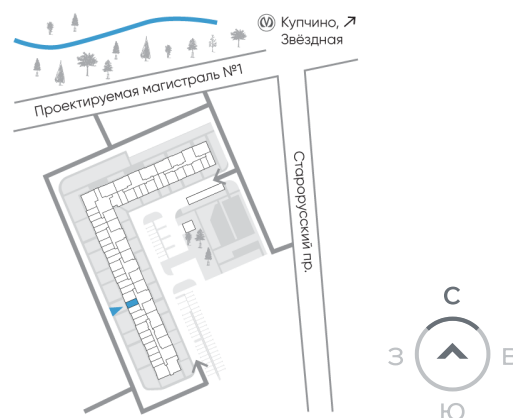 Купчино,
Звёздная
Проектируемая магистраль №1
Старорусский пр.
С
З
В
Ю